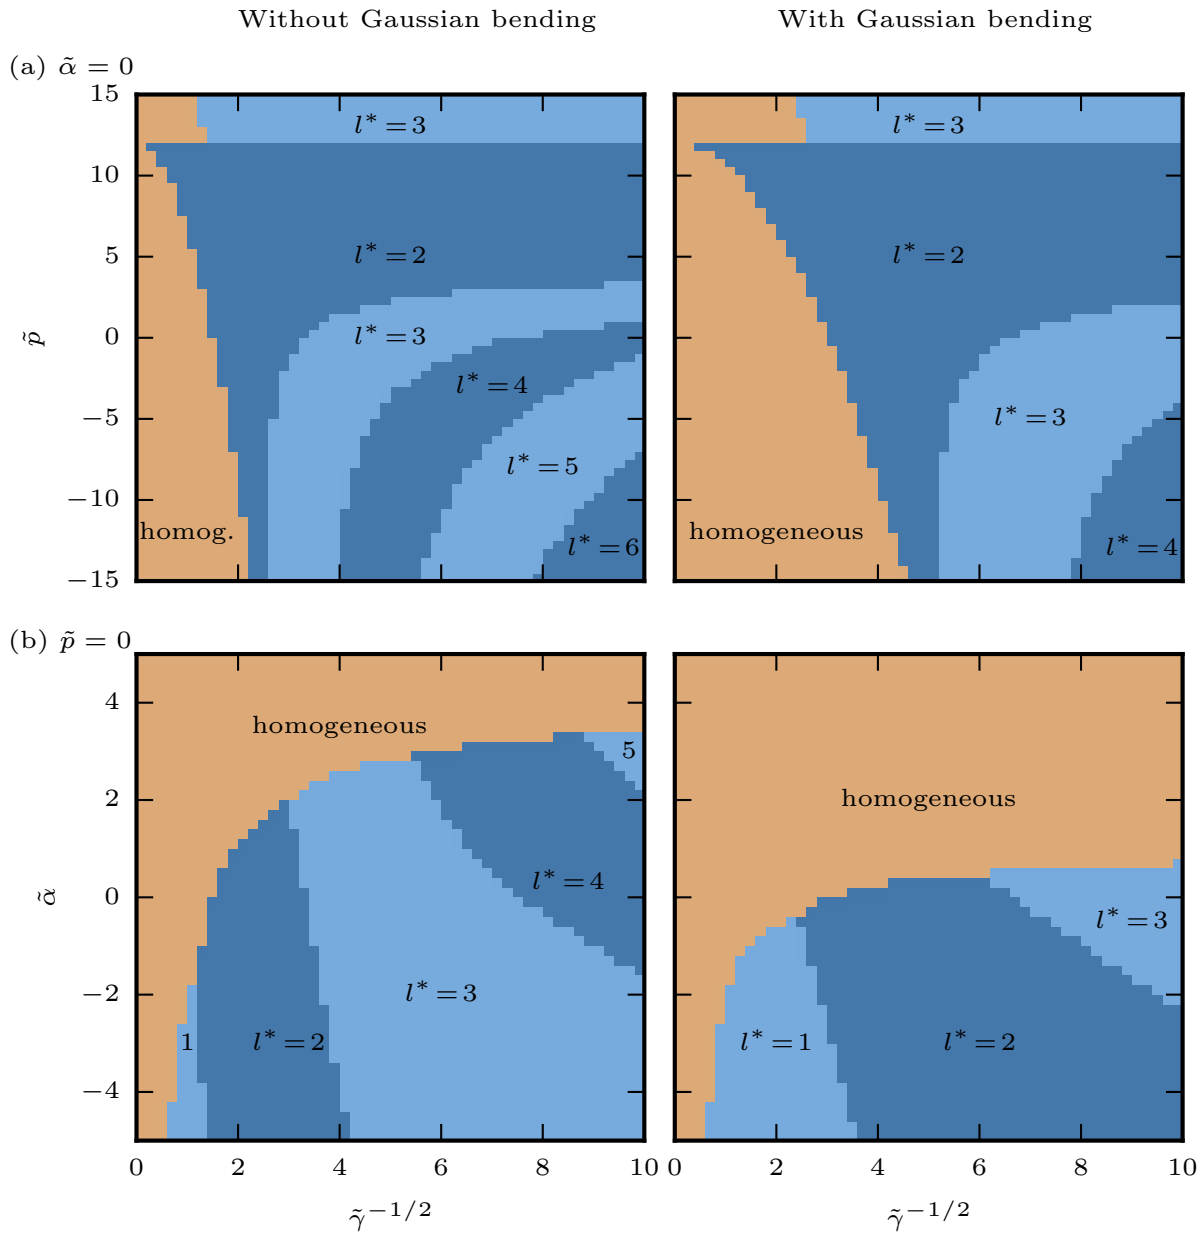 Without Gaussian bending
With Gaussian bending
(a) α̃ = 0
15
10
5
0
−5
−10
−15
p̃
l* = 3
l* = 2
l* = 3
l* = 4
l* = 5
l* = 6
homog.
l* = 3
l* = 2
l* = 3
l* = 4
homogeneous
(b) p̃ = 0
4
2
0
−2
−4
α̃
homogeneous
5
l* = 4
l* = 3
l* = 2
1
homogeneous
l* = 3
l* = 2
l* = 1
0 2 4 6 8 10
0 2 4 6 8 10
γ̃^{−1/2}
γ̃^{−1/2}